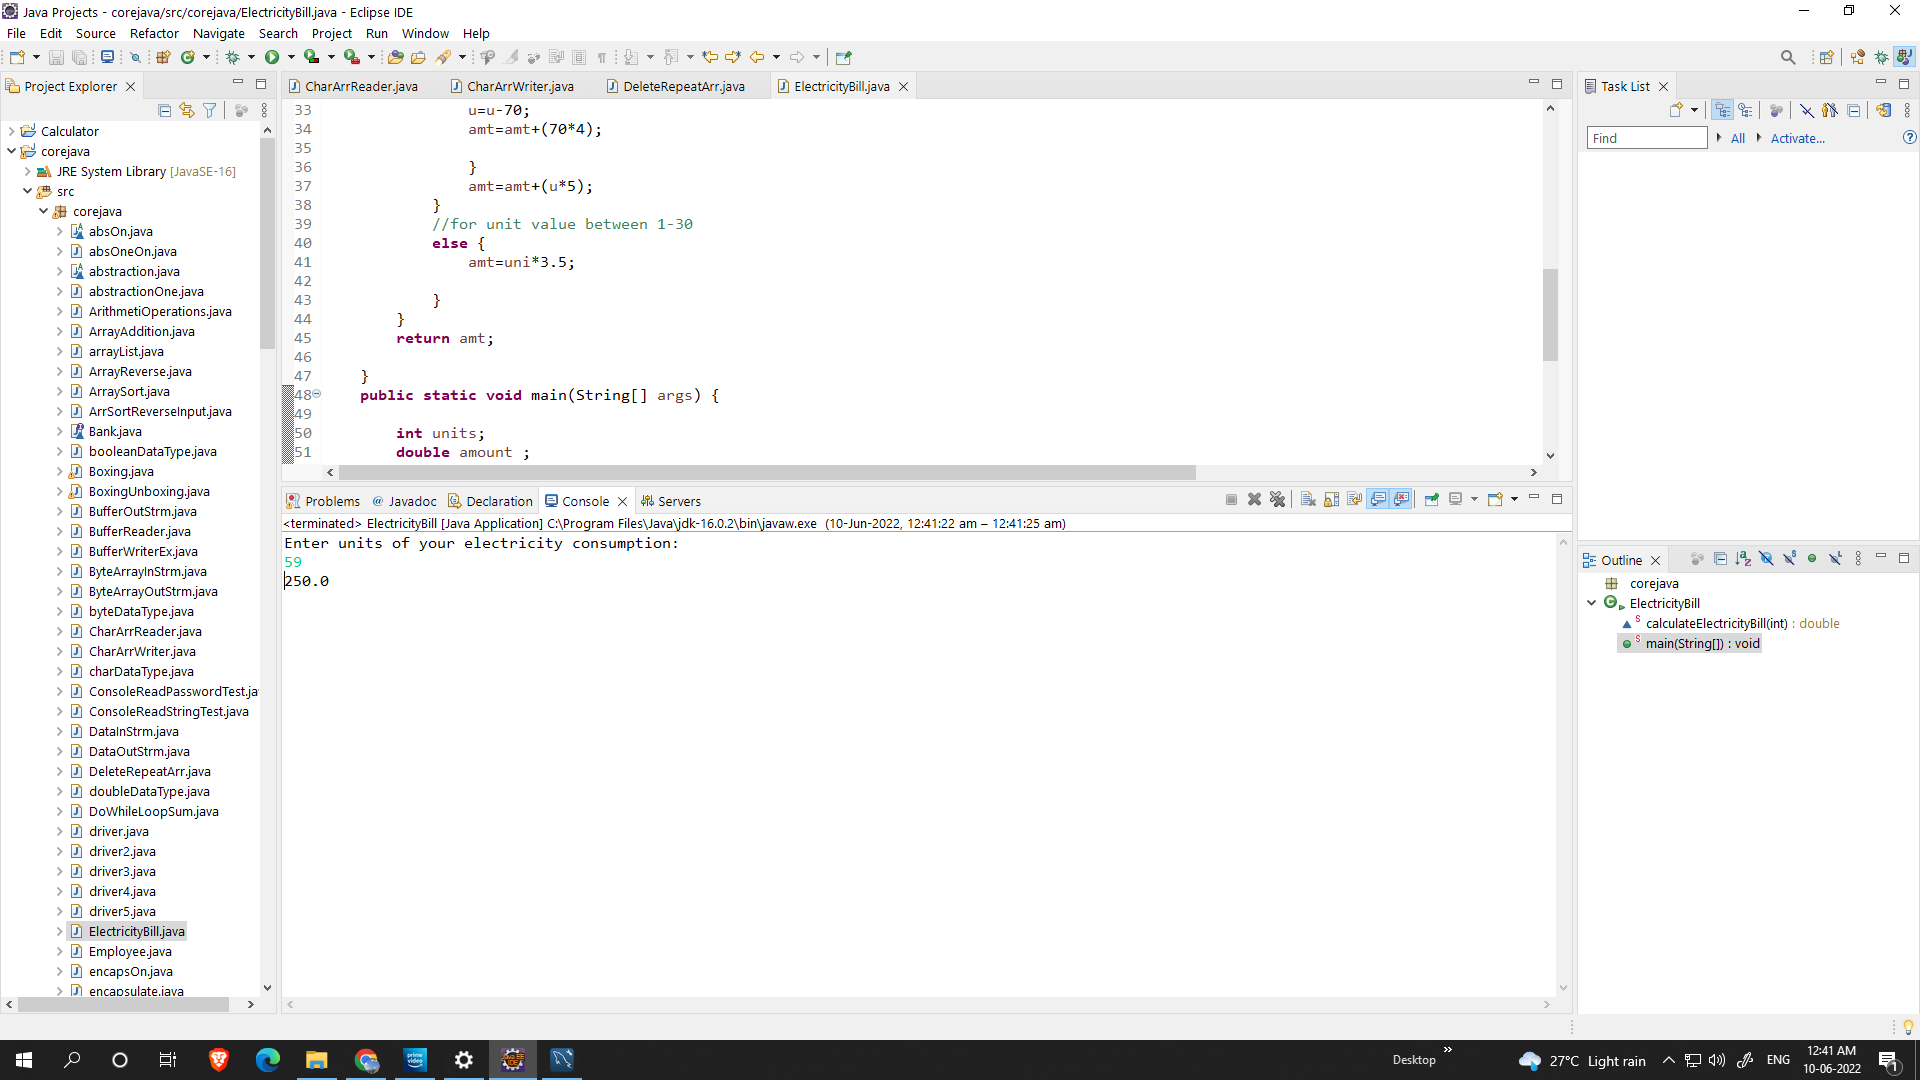 Java Projects - corejava/src/corejava/ElectricityBill.java - Eclipse IDE
File Edit Source Refactor Navigate Search Project Run Window Help
Project Explorer
Calculator
corejava
JRE System Library [JavaSE-16]
src
corejava
absOn.java
absOneOn.java
abstraction.java
abstractionOne.java
ArithmetiOperations.java
ArrayAddition.java
arrayList.java
ArrayReverse.java
ArraySort.java
ArrSortReverseInput.java
Bank.java
booleanDataType.java
Boxing.java
BoxingUnboxing.java
BufferOutStrm.java
BufferReader.java
BufferWriterEx.java
ByteArrayInStrm.java
ByteArrayOutStrm.java
byteDataType.java
CharArrReader.java
CharArrWriter.java
charDataType.java
ConsoleReadPasswordTest.ja
ConsoleReadStringTest.java
DataInStrm.java
DataOutStrm.java
DeleteRepeatArr.java
doubleDataType.java
DoWhileLoopSum.java
driver.java
driver2.java
driver3.java
driver4.java
driver5.java
ElectricityBill.java
Employee.java
encapsOn.java
encapsulate.java
CharArrReader.java CharArrWriter.java DeleteRepeatArr.java ElectricityBill.java
33 u=u-70;
34 amt=amt+(70*4);
35
36 }
37 amt=amt+(u*5);
38 }
39 //for unit value between 1-30
40 else {
41 amt=uni*3.5;
42
43 }
44 }
45 return amt;
46
47 }
48 public static void main(String[] args) {
49
50 int units;
51 double amount ;
Problems @ Javadoc Declaration Console Servers
<terminated> ElectricityBill [Java Application] C:\Program Files\Java\jdk-16.0.2\bin\javaw.exe (10-Jun-2022, 12:41:22 am – 12:41:25 am)
Enter units of your electricity consumption:
59
250.0
Task List
Find All Activate...
Outline
corejava
ElectricityBill
calculateElectricityBill(int) : double
main(String[]) : void
Desktop
27°C Light rain
ENG
12:41 AM
10-06-2022
1